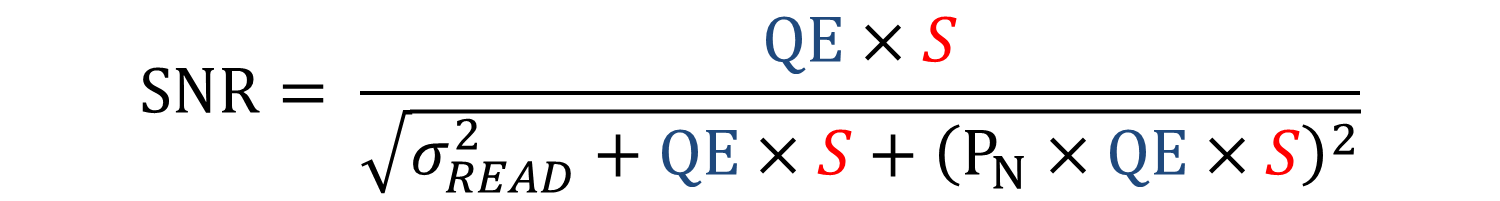 SNR = QE × S / √(σ²_READ + QE × S + (P_N × QE × S)²)